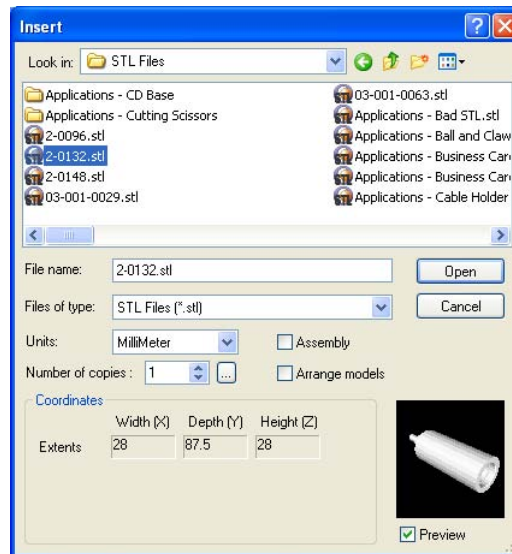 Insert
Look in: STL Files
Applications - CD Base
Applications - Cutting Scissors
2-0096.stl
2-0132.stl
2-0148.stl
03-001-0029.stl
03-001-0063.stl
Applications - Bad STL.stl
Applications - Ball and Claw
Applications - Business Car
Applications - Business Car
Applications - Cable Holder
File name: 2-0132.stl Open
Files of type: STL Files (*.stl) Cancel
Units: MilliMeter Assembly
Number of copies : 1 ... Arrange models
Coordinates
Width (X) Depth (Y) Height (Z)
Extents 28 87.5 28
Preview